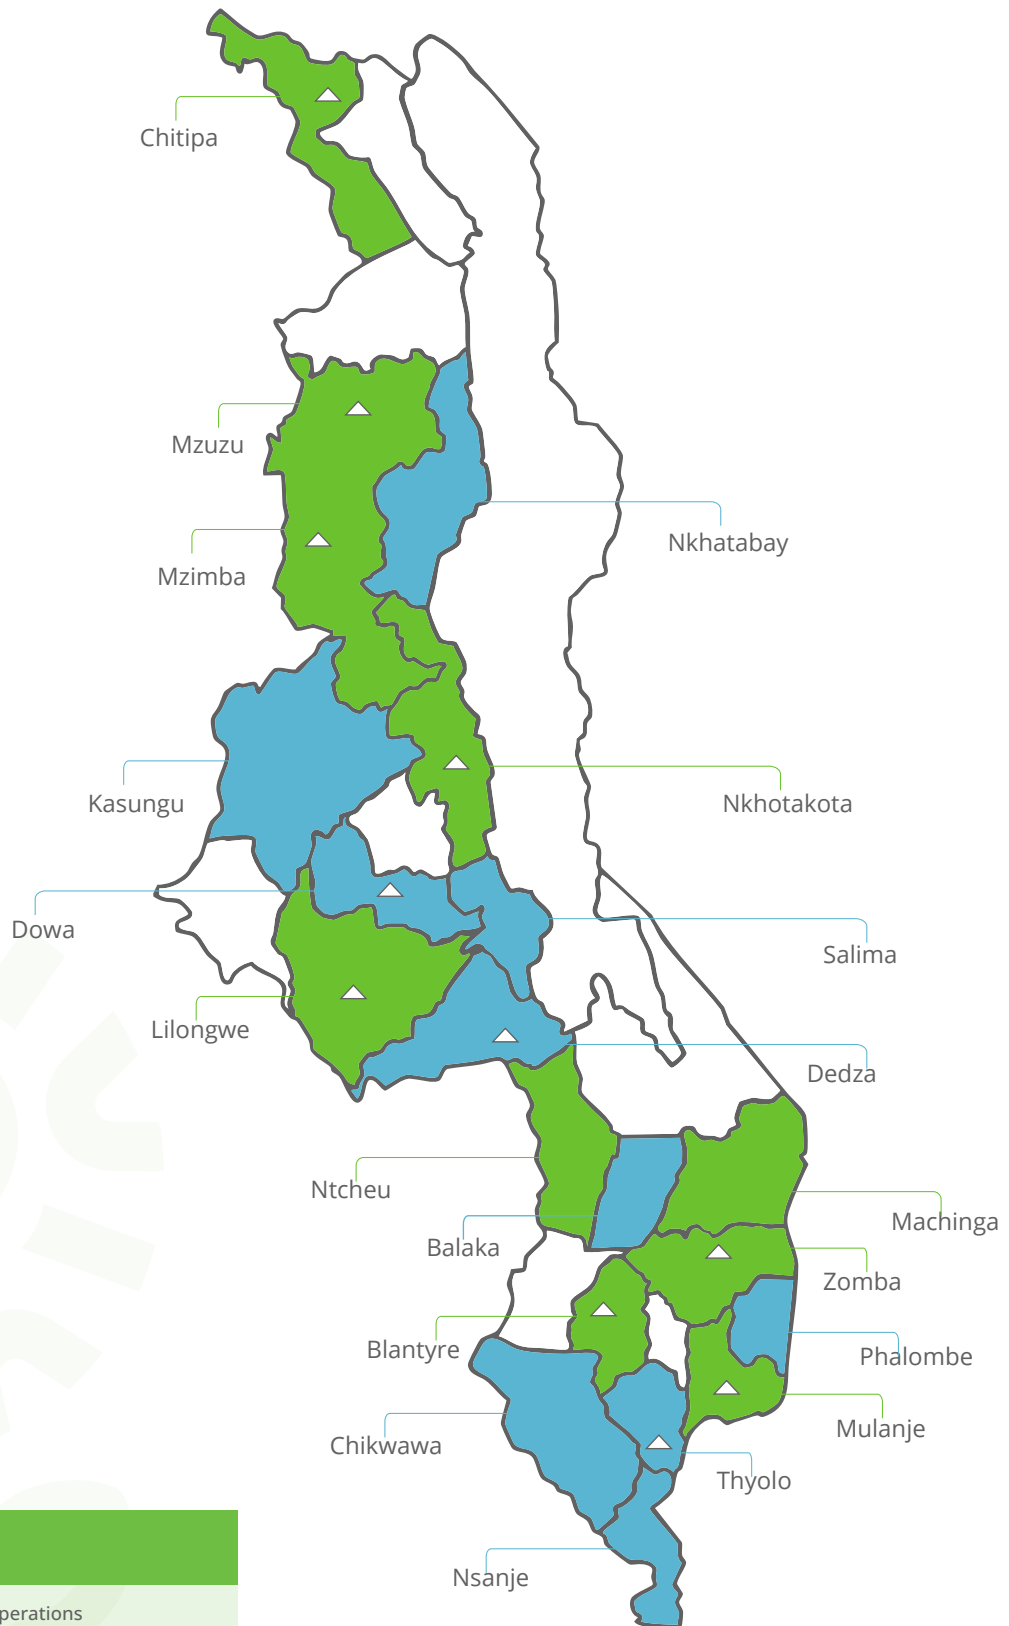 Chitipa
Mzuzu
Nkhatabay
Mzimba
Kasungu
Nkhotakota
Dowa
Salima
Lilongwe
Dedza
Ntcheu
Machinga
Balaka
Zomba
Blantyre
Phalombe
Mulanje
Chikwawa
Thyolo
Nsanje
perations